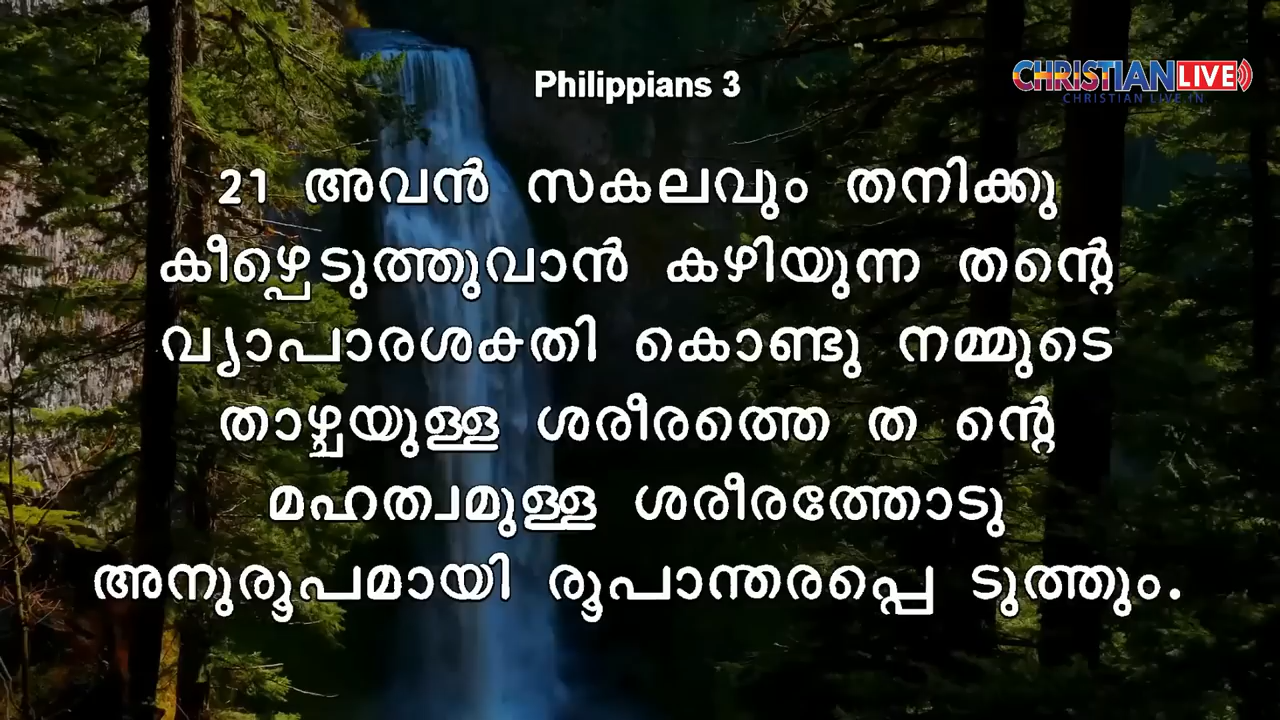 Philippians 3
CHRISTIAN LIVE
CHRISTIAN LIVE IN
21 അവൻ സകലവും തനിക്കു
കീഴ്പെടുത്തുവാൻ കഴിയുന്ന തന്റെ
വ്യാപാരശക്തി കൊണ്ടു നമ്മുടെ
താഴ്ചയുള്ള ശരീരത്തെ ത ന്റെ
മഹത്വമുള്ള ശരീരത്തോടു
അനുരൂപമായി രൂപാന്തരപ്പെ ടുത്തും.